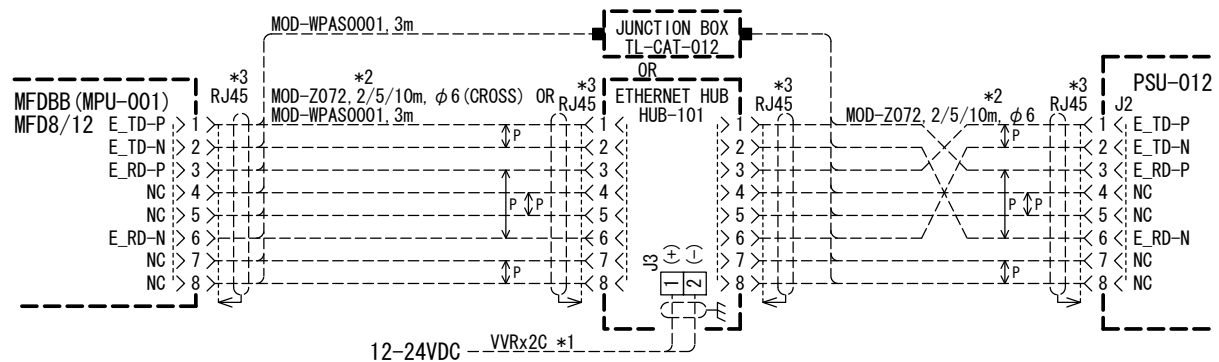 MOD-WPAS0001, 3m
JUNCTION BOX
TL-CAT-012
OR
MFDBB (MPU-001)
MFD8/12
*3
RJ45
*2
MOD-Z072, 2/5/10m, φ6 (CROSS) OR
MOD-WPAS0001, 3m
*3
RJ45
ETHERNET HUB
HUB-101
*3
RJ45
*2
MOD-Z072, 2/5/10m, φ6
*3
RJ45
PSU-012
J2
E_TD-P 1 1 1 1 E_TD-P
E_TD-N 2 P 2 2 P 2 E_TD-N
E_RD-P 3 3 3 3 E_RD-P
NC 4 4 4 4 NC
P P P P
NC 5 5 5 5 NC
E_RD-N 6 6 6 6 E_RD-N
NC 7 7 7 7 NC
P P
NC 8 8 8 8 NC
J3
(+) (-)
1 2
12-24VDC VVRx2C *1